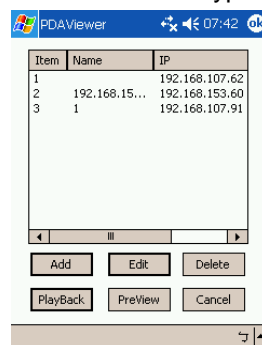 PDAViewer 07:42 ok
Item Name IP
1 192.168.107.62
2 192.168.15... 192.168.153.60
3 1 192.168.107.91
Add Edit Delete
PlayBack PreView Cancel